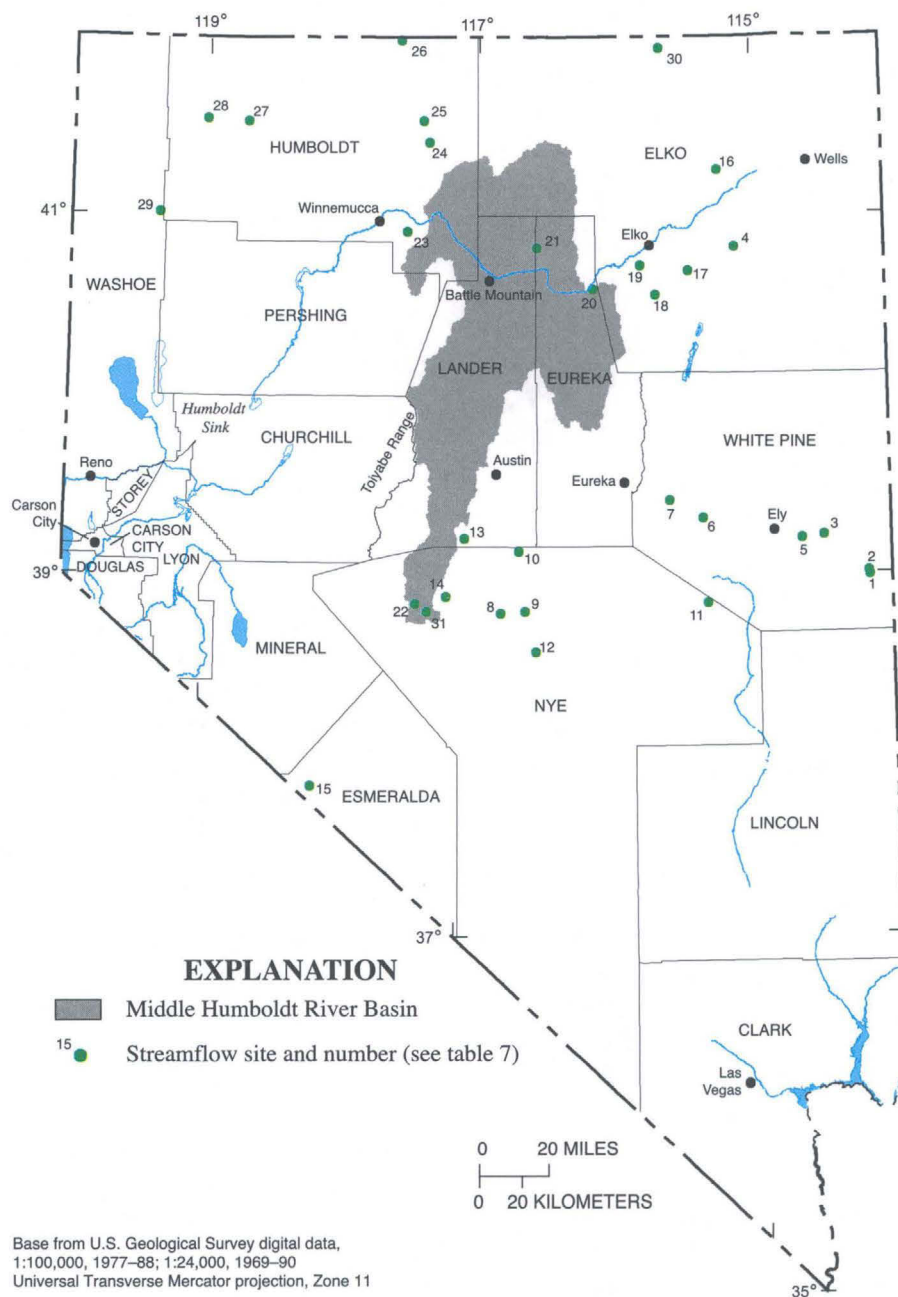 119°
117°
115°
26
30
28
27
25
24
HUMBOLDT
ELKO
16
Wells
29
41°
Winnemucca
23
21
Elko
4
19
17
18
20
WASHOE
Battle Mountain
PERSHING
LANDER
EUREKA
Humboldt
Sink
CHURCHILL
Toiyabe Range
WHITE PINE
Reno
STOREY
Austin
Eureka
Carson
City
CARSON
CITY
7
6
Ely
5
3
13
10
2
1
39°
DOUGLAS
LYON
14
22
31
8
9
11
MINERAL
12
NYE
15
ESMERALDA
LINCOLN
37°
EXPLANATION
Middle Humboldt River Basin
15
Streamflow site and number (see table 7)
CLARK
Las
Vegas
0 20 MILES
0 20 KILOMETERS
Base from U.S. Geological Survey digital data,
1:100,000, 1977–88; 1:24,000, 1969–90
Universal Transverse Mercator projection, Zone 11
35°